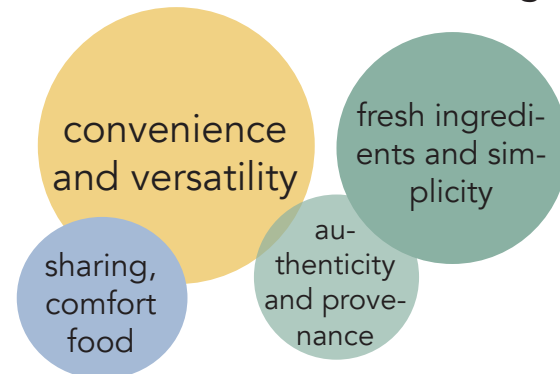 convenience
and versatility
fresh ingredi-
ents and sim-
plicity
sharing,
comfort
food
au-
thenticity
and prove-
nance